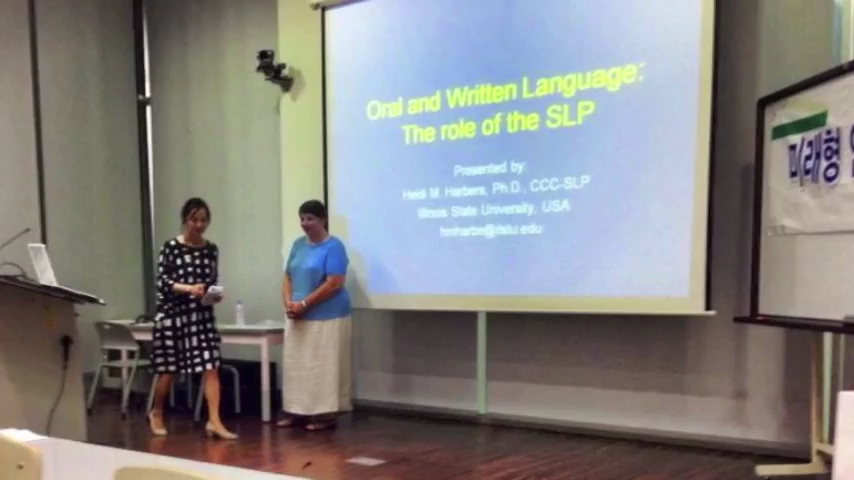 Oral and Written Language:
The role of the SLP
Presented by:
Heidi M. Harbers, Ph.D., CCC-SLP
Illinois State University, USA
hmharbe@ilstu.edu
미래형